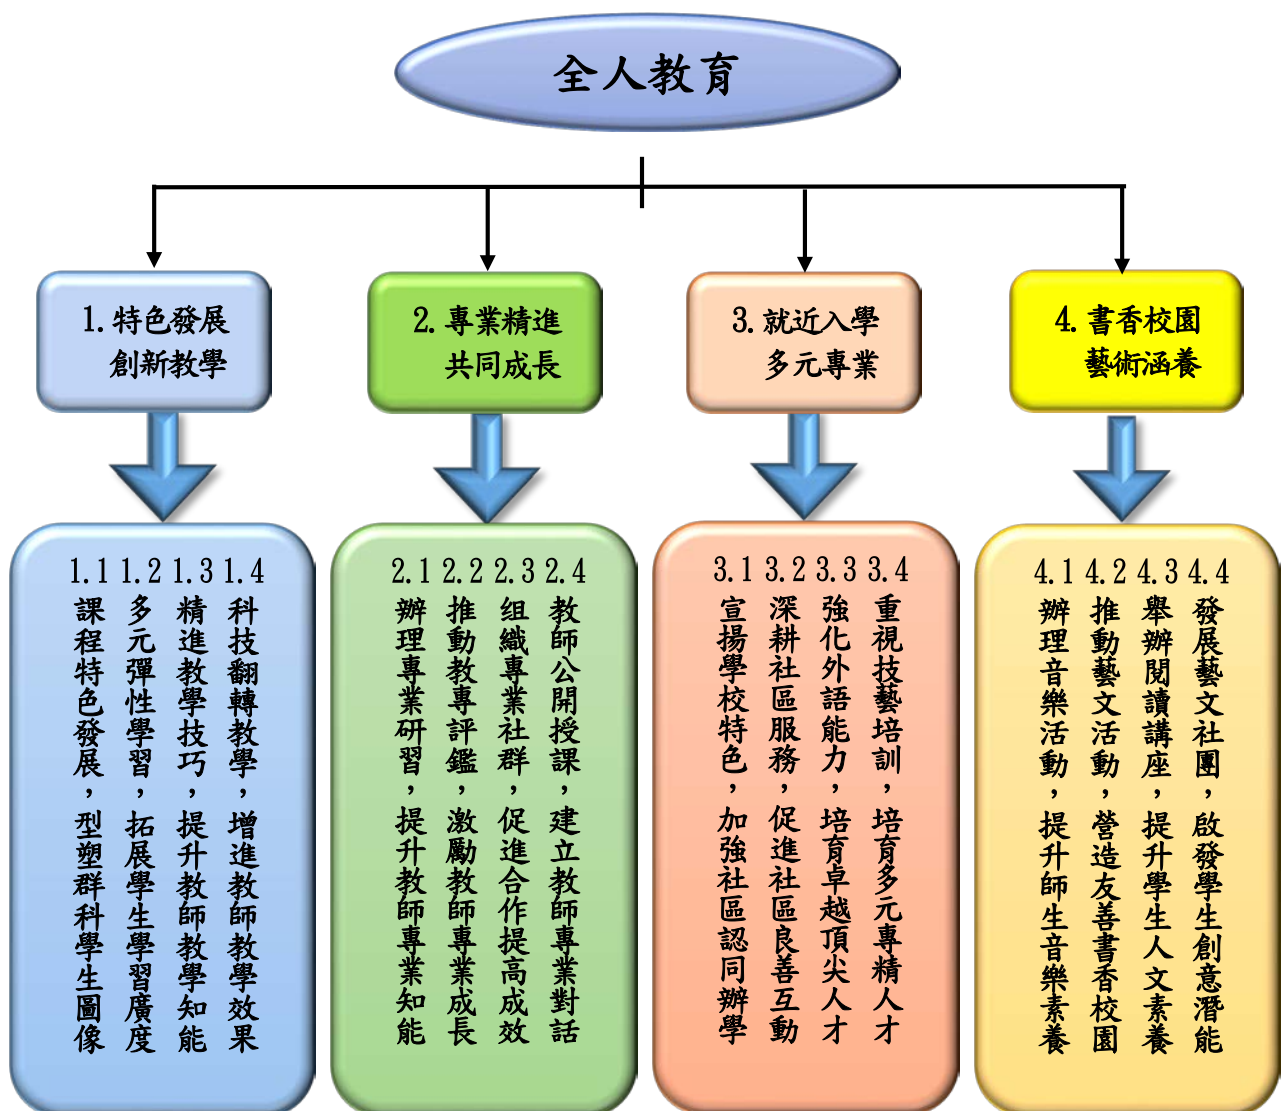 全人教育
1. 特色發展
創新教學
2. 專業精進
共同成長
3. 就近入學
多元專業
4. 書香校園
藝術涵養
1.1 課程特色發展，型塑群科學生圖像
1.2 多元彈性學習，拓展學生學習廣度
1.3 精進教學技巧，提升教師教學知能
1.4 科技翻轉教學，增進教師教學效果
2.1 辦理專業研習，提升教師專業知能
2.2 推動教專評鑑，激勵教師專業成長
2.3 组織專業社群，促進合作提高成效
2.4 教師公開授課，建立教師專業對話
3.1 宣揚學校特色，加強社區認同辦學
3.2 深耕社區服務，促進社區良善互動
3.3 強化外語能力，培育卓越頂尖人才
3.4 重視技藝培訓，培育多元專精人才
4.1 辦理音樂活動，提升師生音樂素養
4.2 推動藝文活動，營造友善書香校園
4.3 舉辦閱讀講座，提升學生人文素養
4.4 發展藝文社團，啟發學生創意潛能